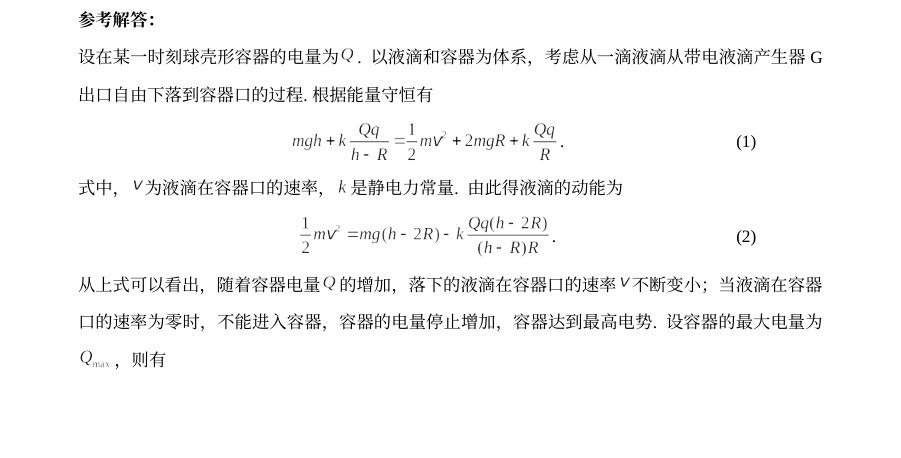 参考解答：
设在某一时刻球壳形容器的电量为Q．以液滴和容器为体系，考虑从一滴液滴从带电液滴产生器 G
出口自由下落到容器口的过程. 根据能量守恒有
mgh + k Qq/(h − R) = 1/2 mv² + 2mgR + k Qq/R . (1)
式中，v为液滴在容器口的速率，k是静电力常量．由此得液滴的动能为
1/2 mv² = mg(h − 2R) − k Qq(h − 2R)/((h − R)R) . (2)
从上式可以看出，随着容器电量Q的增加，落下的液滴在容器口的速率v不断变小；当液滴在容器
口的速率为零时，不能进入容器，容器的电量停止增加，容器达到最高电势．设容器的最大电量为
Qmax，则有